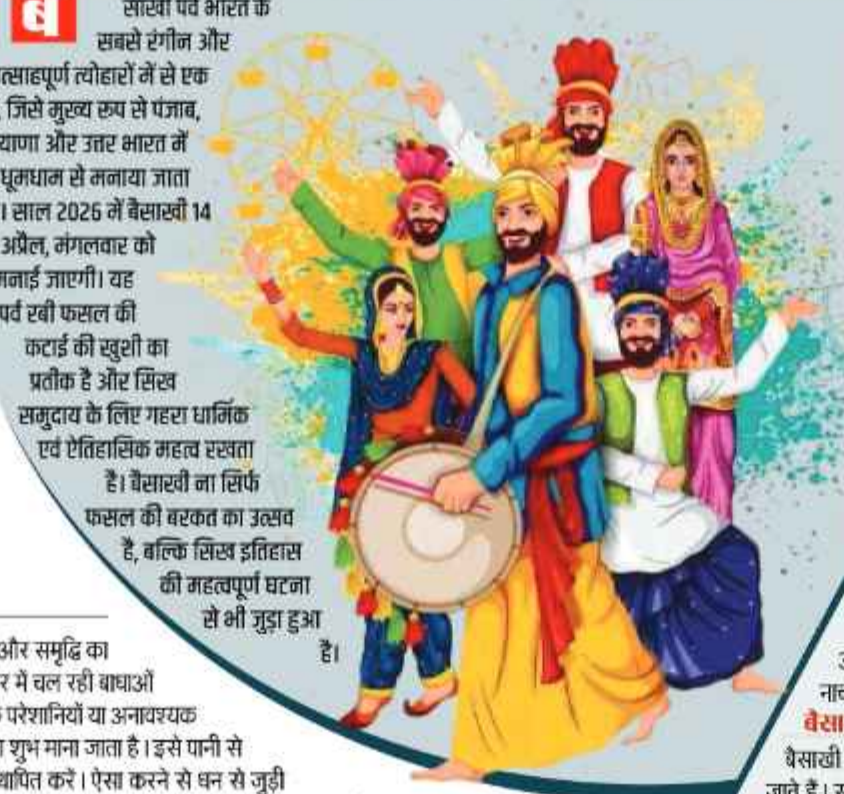 बै
साखी पर्व भारत के
सबसे रंगीन और
त्साहपूर्ण त्योहारों में से एक
, जिसे मुख्य रूप से पंजाब,
याणा और उत्तर भारत में
धूमधाम से मनाया जाता
। साल 2026 में बैसाखी 14
अप्रैल, मंगलवार को
मनाई जाएगी। यह
पर्व रबी फसल की
कटाई की खुशी का
प्रतीक है और सिख
समुदाय के लिए गहरा धार्मिक
एवं ऐतिहासिक महत्व रखता
है। बैसाखी ना सिर्फ
फसल की बरकत का उत्सव
है, बल्कि सिख इतिहास
की महत्वपूर्ण घटना
से भी जुड़ा हुआ
है।
और समृद्धि का
र में चल रही बाधाओं
परेशानियों या अनावश्यक
शुभ माना जाता है। इसे पानी से
थापित करें। ऐसा करने से धन से जुड़ी
नाच
बैसा
बैसाखी
जाते हैं।